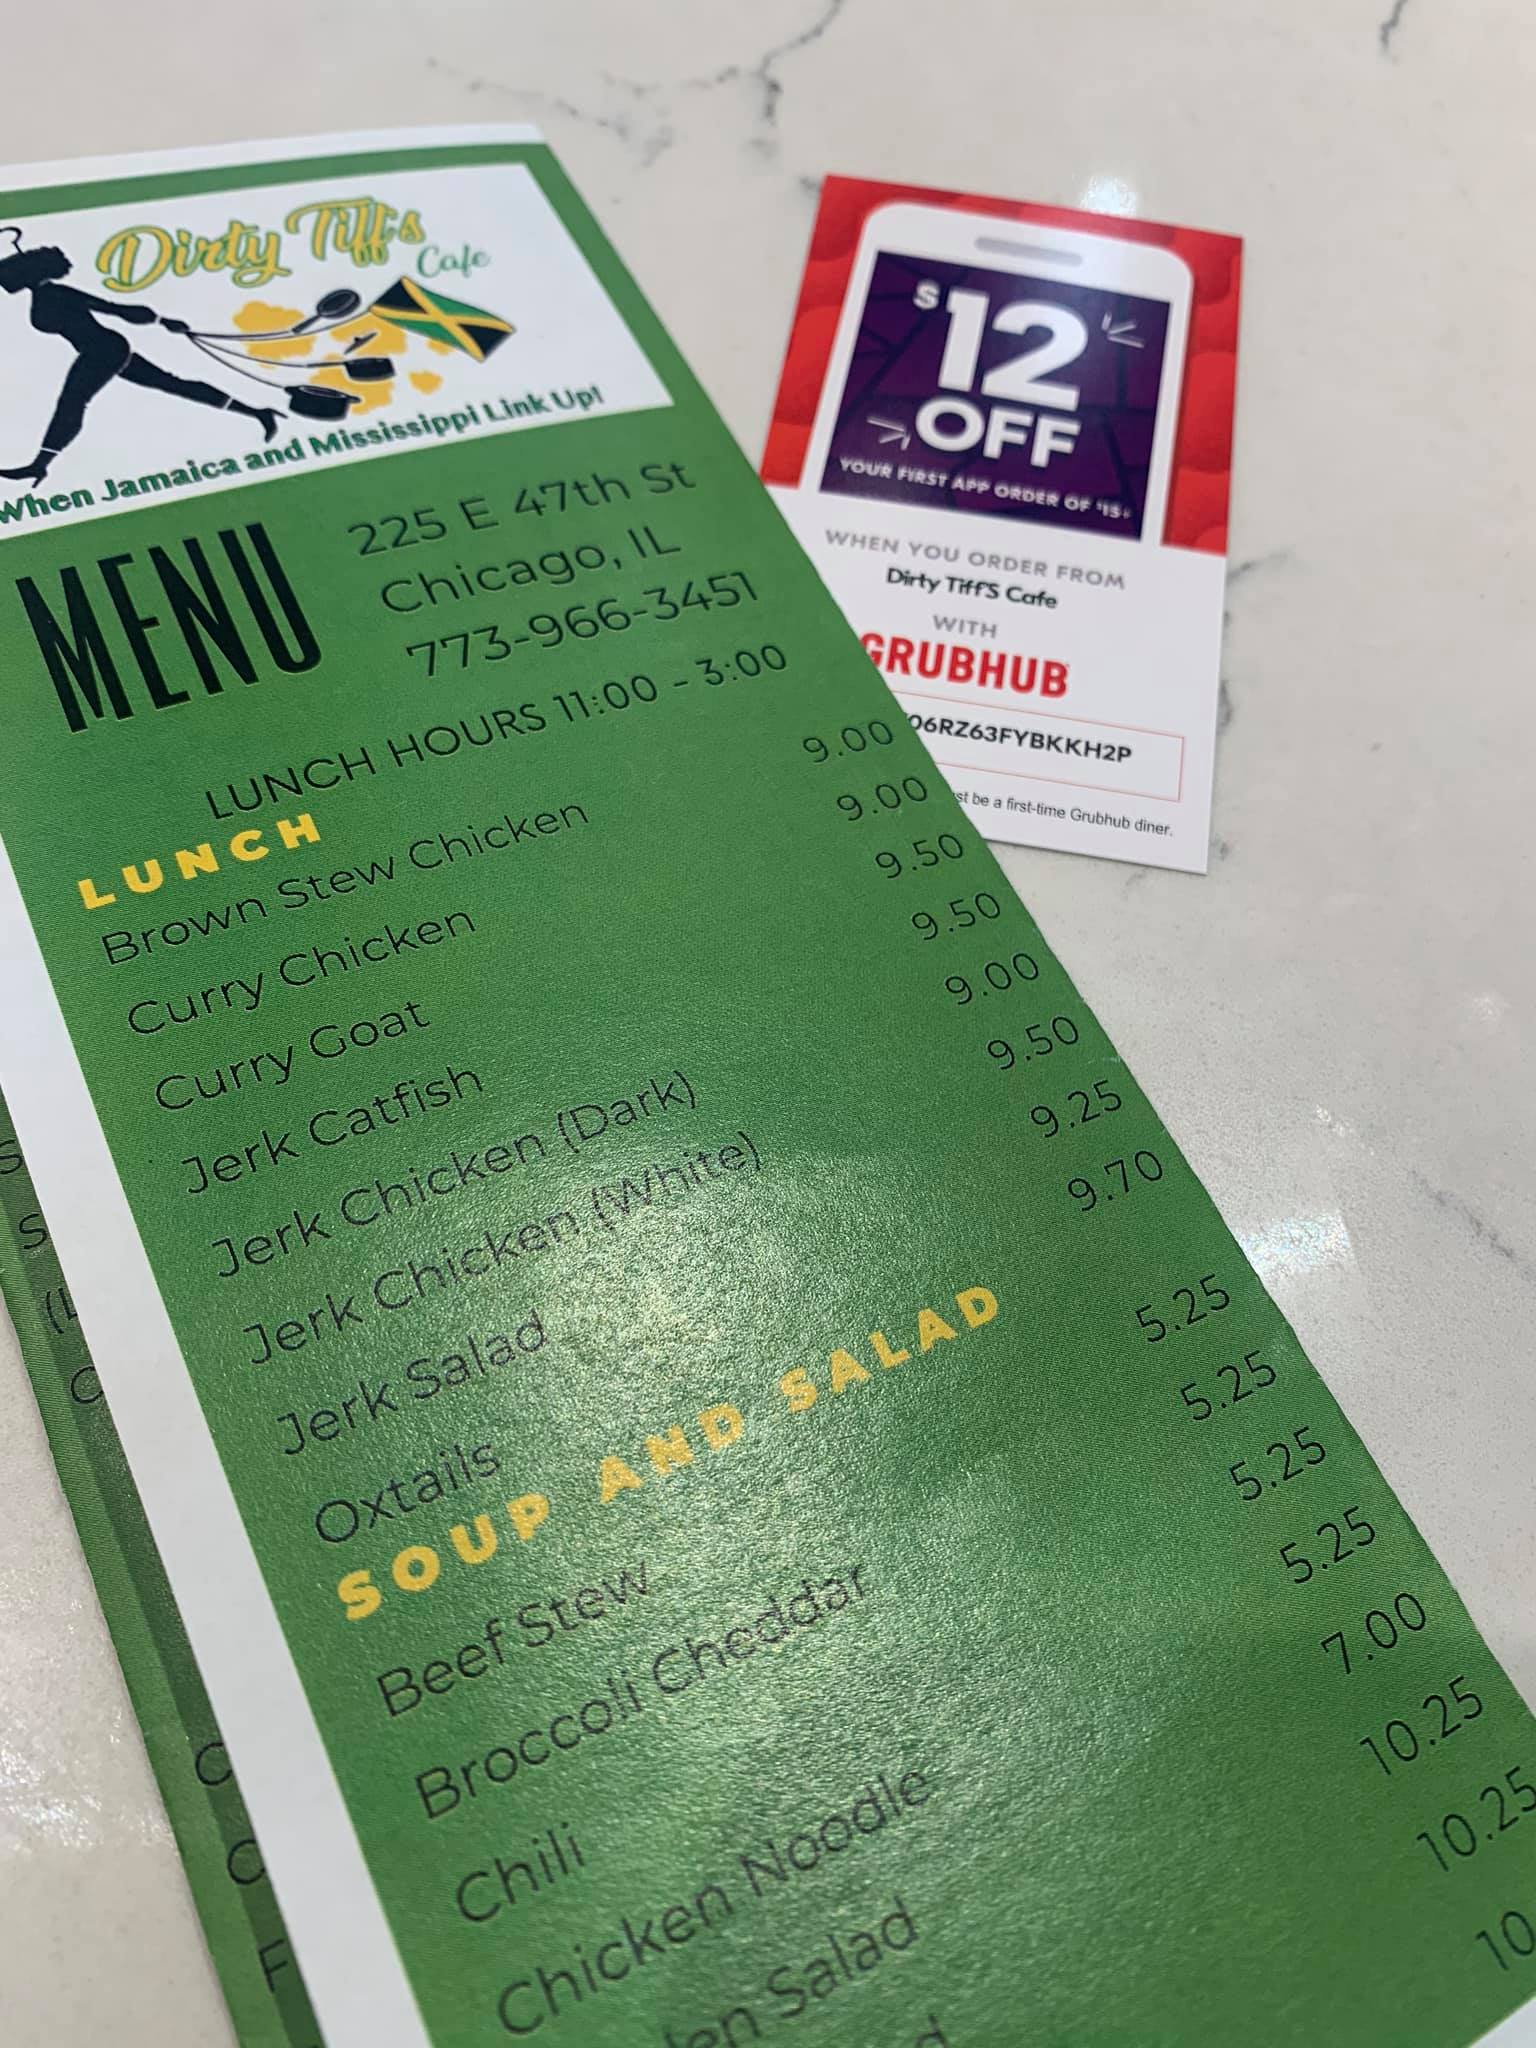 Dirty Tiff's
Cafe
When Jamaica and Mississippi Link Up!
MENU
225 E 47th St
Chicago, IL
773-966-3451
LUNCH HOURS 11:00 - 3:00
LUNCH
Brown Stew Chicken 9.00
Curry Chicken 9.00
Curry Goat 9.50
Jerk Catfish 9.50
Jerk Chicken (Dark) 9.00
Jerk Chicken (White) 9.50
Jerk Salad 9.25
Oxtails 9.70
SOUP AND SALAD
Beef Stew 5.25
Broccoli Cheddar 5.25
Chili 5.25
Chicken Noodle 5.25
Salad 7.00
10.25
10.25
$12
OFF
YOUR FIRST APP ORDER OF $15+
WHEN YOU ORDER FROM
Dirty Tiff'S Cafe
WITH
GRUBHUB
06RZ63FYBKKH2P
be a first-time Grubhub diner.